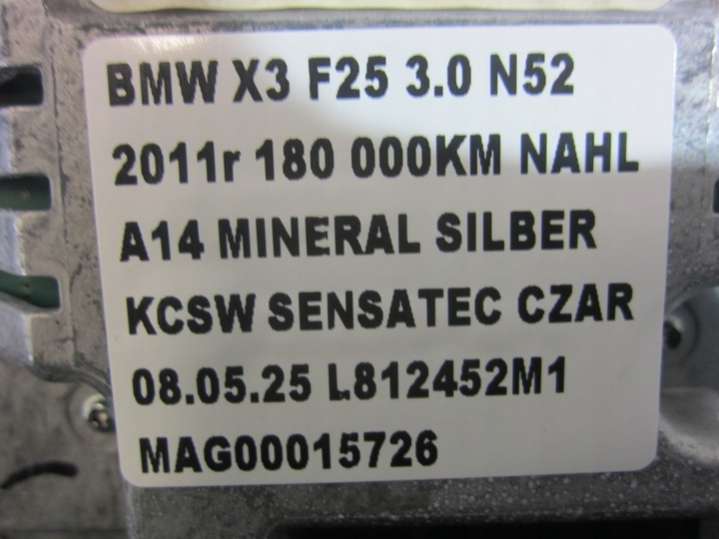 BMW X3 F25 3.0 N52
2011r 180 000KM NAHL
A14 MINERAL SILBER
KCSW SENSATEC CZAR
08.05.25 L812452M1
MAG00015726